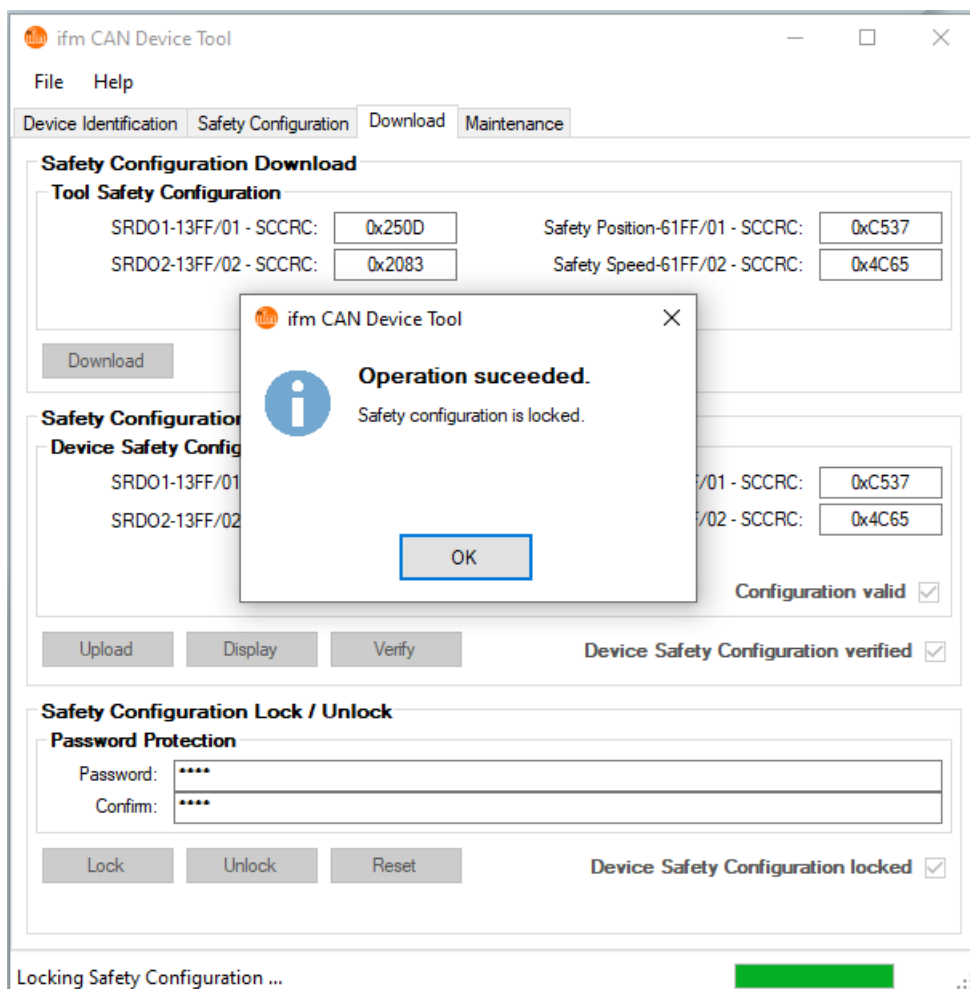 ifm CAN Device Tool
File Help
Device Identification Safety Configuration Download Maintenance
Safety Configuration Download
Tool Safety Configuration
SRDO1-13FF/01 - SCCRC: 0x250D Safety Position-61FF/01 - SCCRC: 0xC537
SRDO2-13FF/02 - SCCRC: 0x2083 Safety Speed-61FF/02 - SCCRC: 0x4C65
Download
ifm CAN Device Tool
Operation suceeded.
Safety configuration is locked.
OK
Safety Configuration
Device Safety Config
SRDO1-13FF/01 /01 - SCCRC: 0xC537
SRDO2-13FF/02 /02 - SCCRC: 0x4C65
Configuration valid
Upload Display Verify Device Safety Configuration verified
Safety Configuration Lock / Unlock
Password Protection
Password: ****
Confirm: ****
Lock Unlock Reset Device Safety Configuration locked
Locking Safety Configuration ...